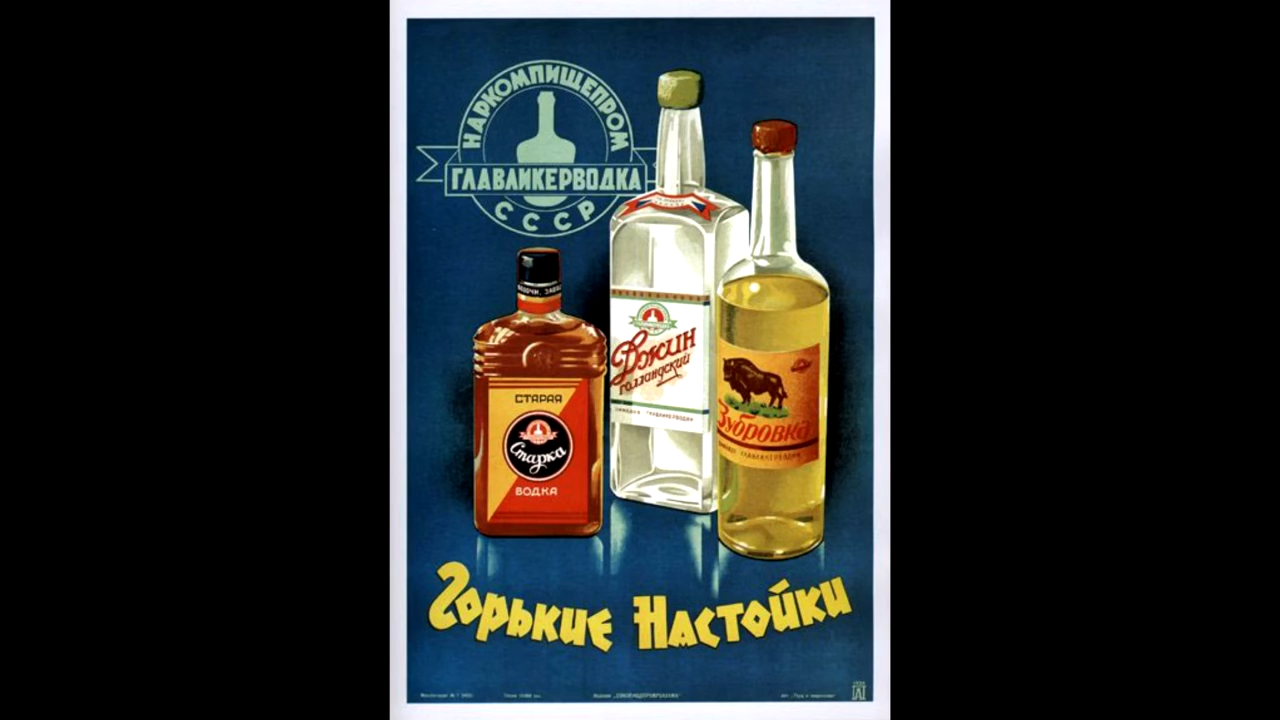 НАРКОМПИЩЕПРОМ
ГЛАВЛИКЕРВОДКА
СССР
СТАРАЯ
Старка
ВОДКА
Джин
голландский
Зубровка
Горькие Настойки